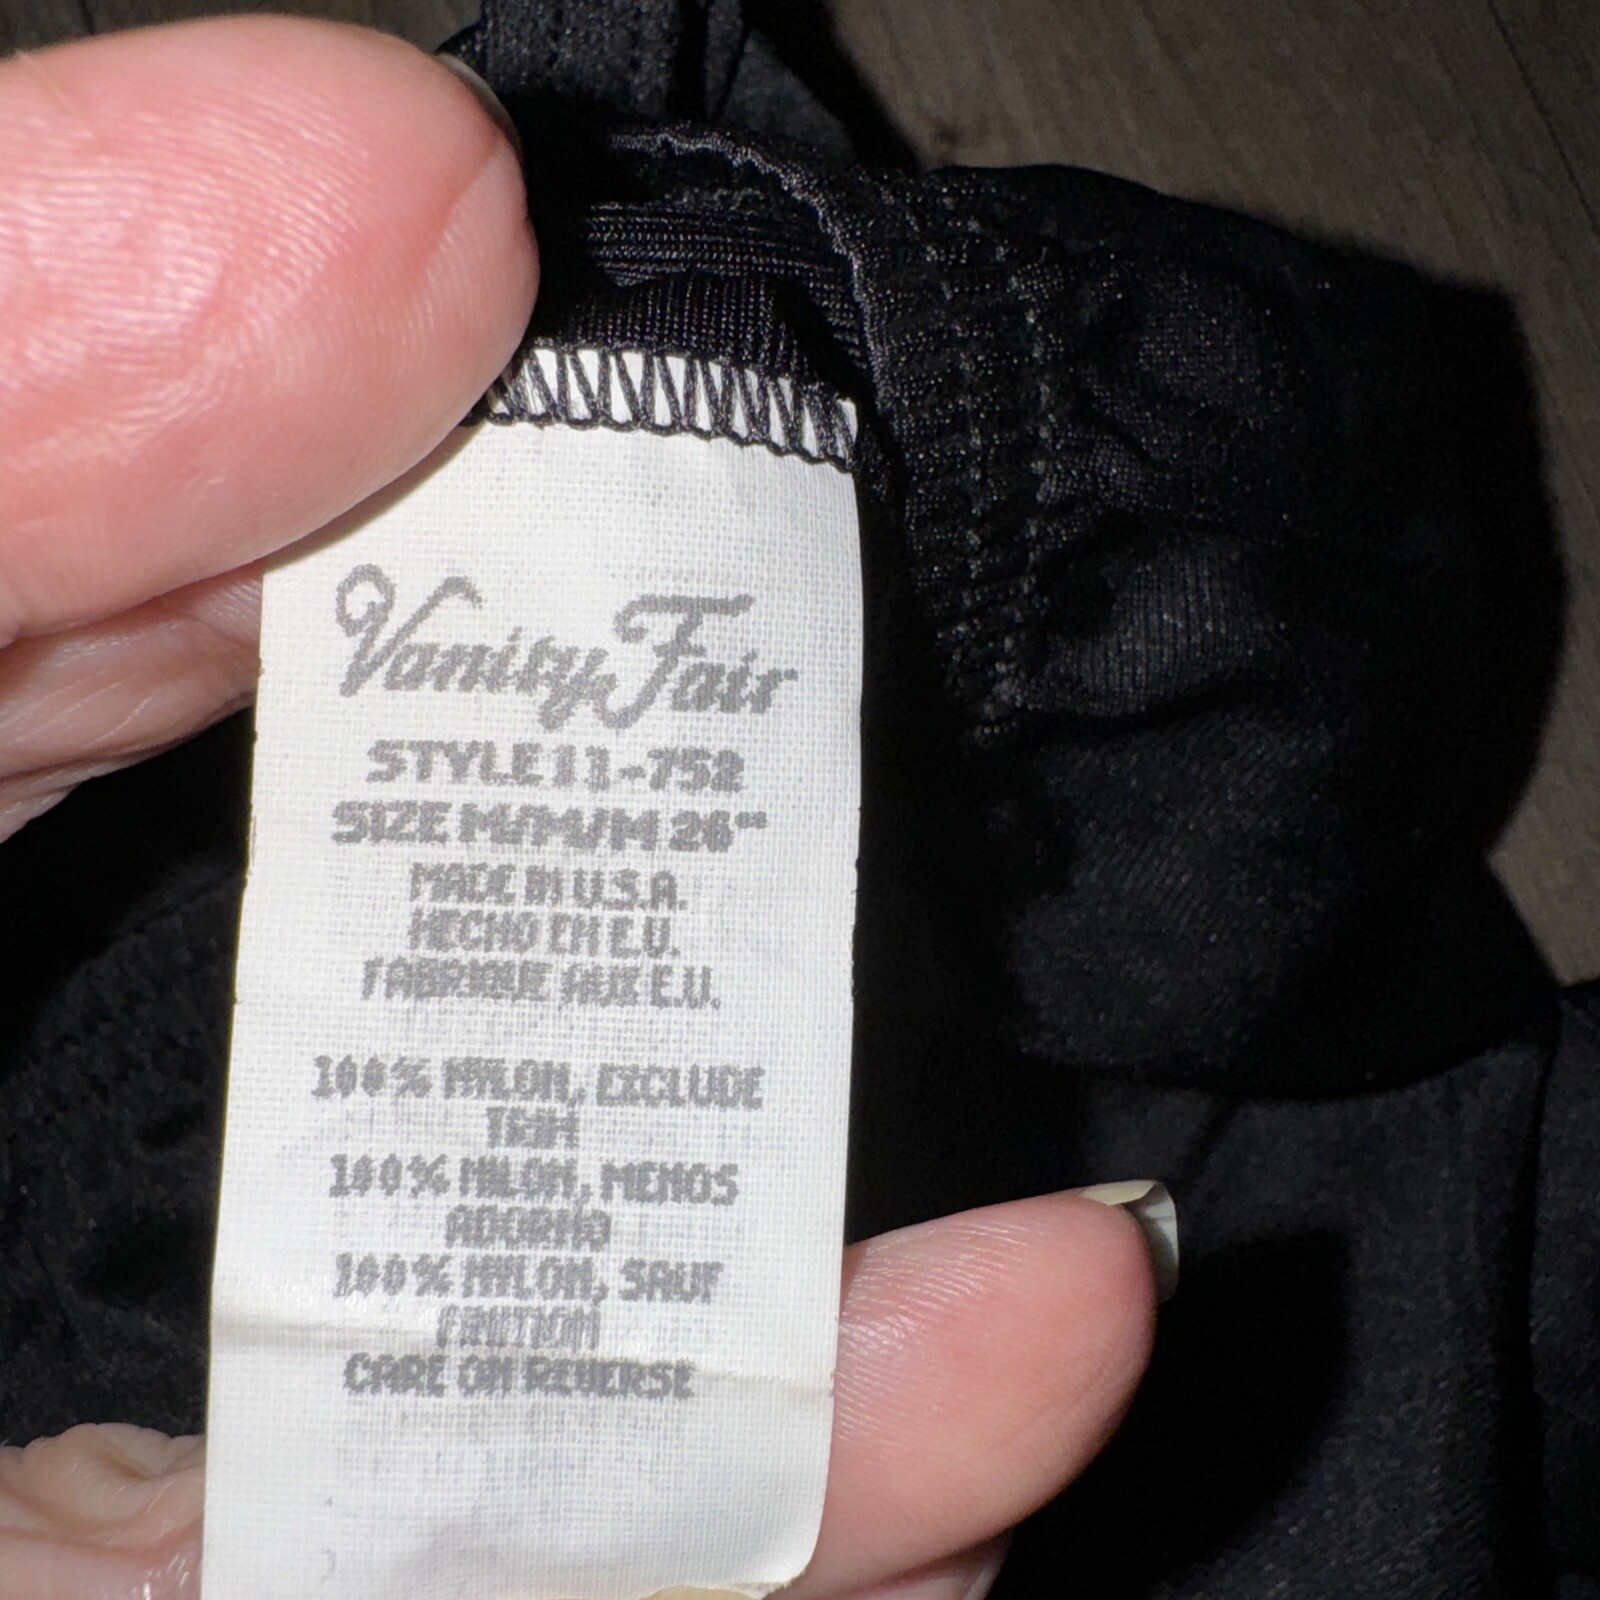 Vanity Fair
STYLE 11-752
SIZE M/M/M 26"
MADE IN U.S.A.
HECHO EN E.U.
FABRIQUE AUX E.U.
100% NYLON, EXCLUDE
TRIM
100% NILON, MENOS
ADORNO
100% NYLON, SAUF
FINITION
CARE ON REVERSE